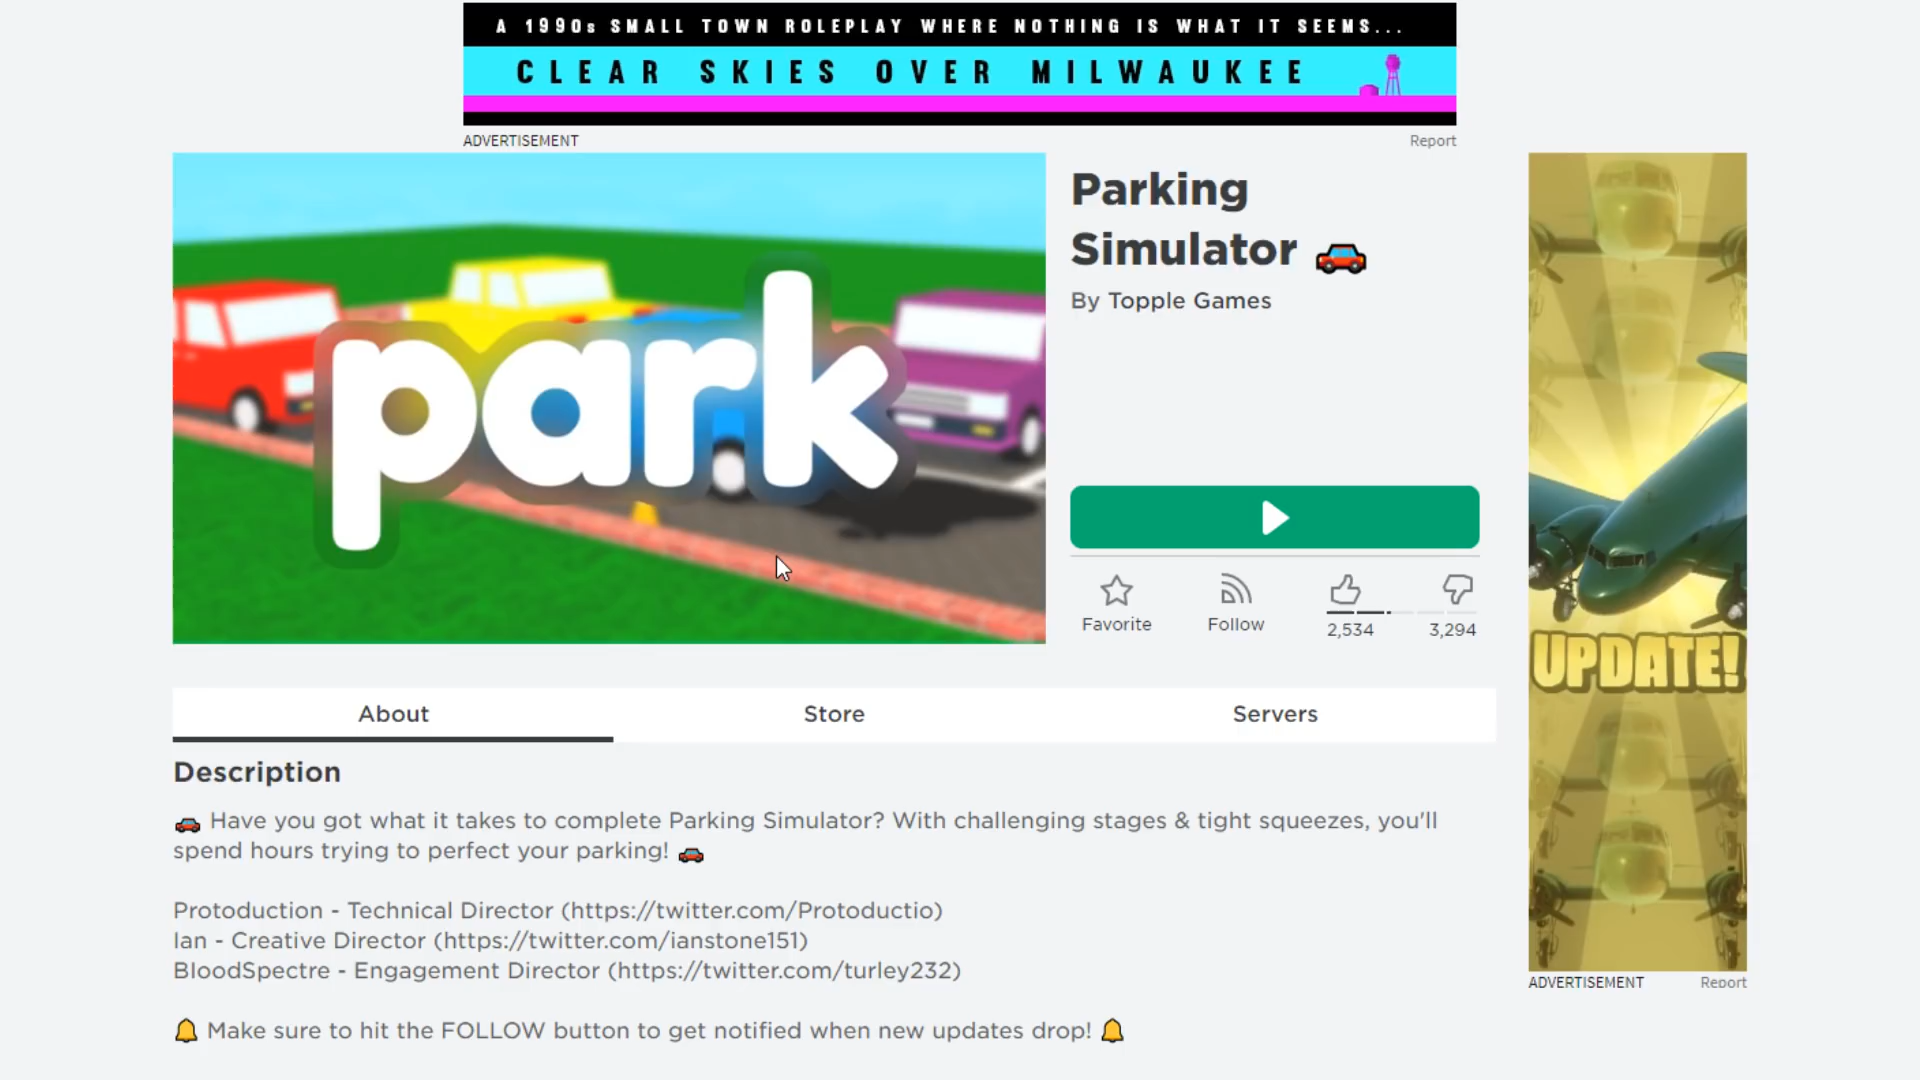 A 1990s SMALL TOWN ROLEPLAY WHERE NOTHING IS WHAT IT SEEMS...
CLEAR SKIES OVER MILWAUKEE
ADVERTISEMENT
Report
park
Parking
Simulator 🚗
By Topple Games
Favorite
Follow
2,534
3,294
UPDATE!
ADVERTISEMENT
Report
About
Store
Servers
Description
🚗 Have you got what it takes to complete Parking Simulator? With challenging stages & tight squeezes, you'll
spend hours trying to perfect your parking! 🚗
Protoduction - Technical Director (https://twitter.com/Protoductio)
Ian - Creative Director (https://twitter.com/ianstone151)
BloodSpectre - Engagement Director (https://twitter.com/turley232)
🔔 Make sure to hit the FOLLOW button to get notified when new updates drop! 🔔